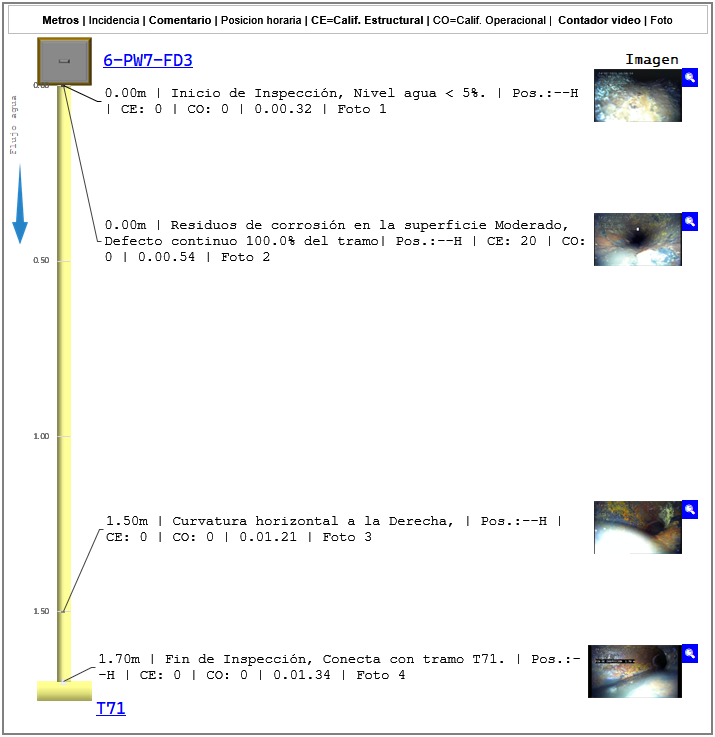 Metros | Incidencia | Comentario | Posicion horaria | CE=Calif. Estructural | CO=Calif. Operacional | Contador video | Foto
6-PW7-FD3
Imagen
0.00
0.00m | Inicio de Inspección, Nivel agua < 5%. | Pos.:--H
| CE: 0 | CO: 0 | 0.00.32 | Foto 1
Flujo agua
0.00m | Residuos de corrosión en la superficie Moderado,
Defecto continuo 100.0% del tramo| Pos.:--H | CE: 20 | CO:
0 | 0.00.54 | Foto 2
0.50
1.00
1.50m | Curvatura horizontal a la Derecha, | Pos.:--H |
CE: 0 | CO: 0 | 0.01.21 | Foto 3
1.50
1.70m | Fin de Inspección, Conecta con tramo T71. | Pos.:-
-H | CE: 0 | CO: 0 | 0.01.34 | Foto 4
T71